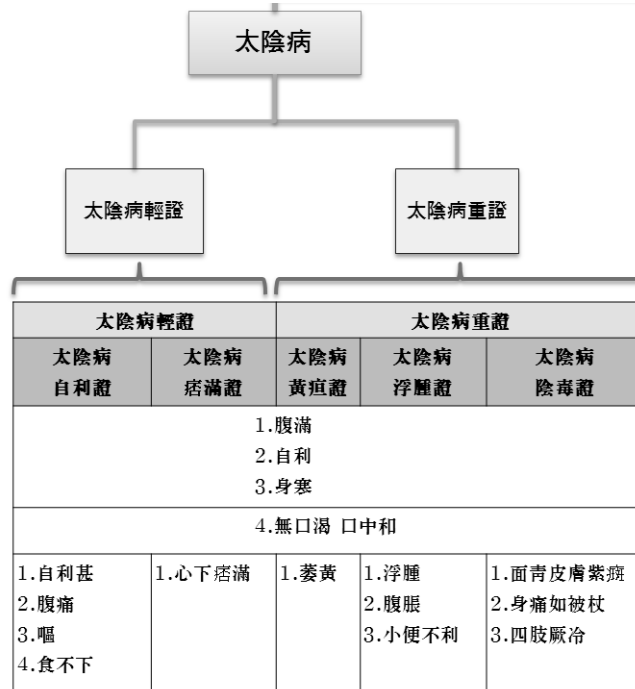 太陰病
太陰病輕證
太陰病重證
太陰病輕證
太陰病重證
太陰病
自利證
太陰病
痞滿證
太陰病
黃疸證
太陰病
浮腫證
太陰病
陰毒證
1.腹滿
2.自利
3.身寒
4.無口渴 口中和
1.自利甚
2.腹痛
3.嘔
4.食不下
1.心下痞滿
1.萎黃
1.浮腫
2.腹脹
3.小便不利
1.面靑皮膚紫斑
2.身痛如被杖
3.四肢厥冷